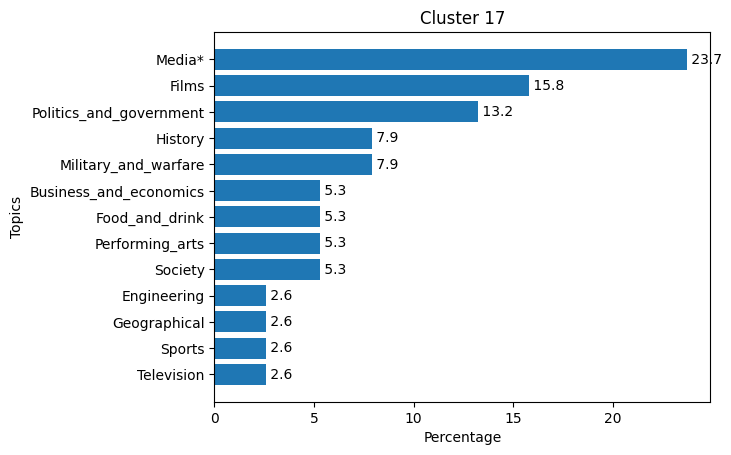 Cluster 17
Topics
Media* 23.7
Films 15.8
Politics_and_government 13.2
History 7.9
Military_and_warfare 7.9
Business_and_economics 5.3
Food_and_drink 5.3
Performing_arts 5.3
Society 5.3
Engineering 2.6
Geographical 2.6
Sports 2.6
Television 2.6
0 5 10 15 20
Percentage